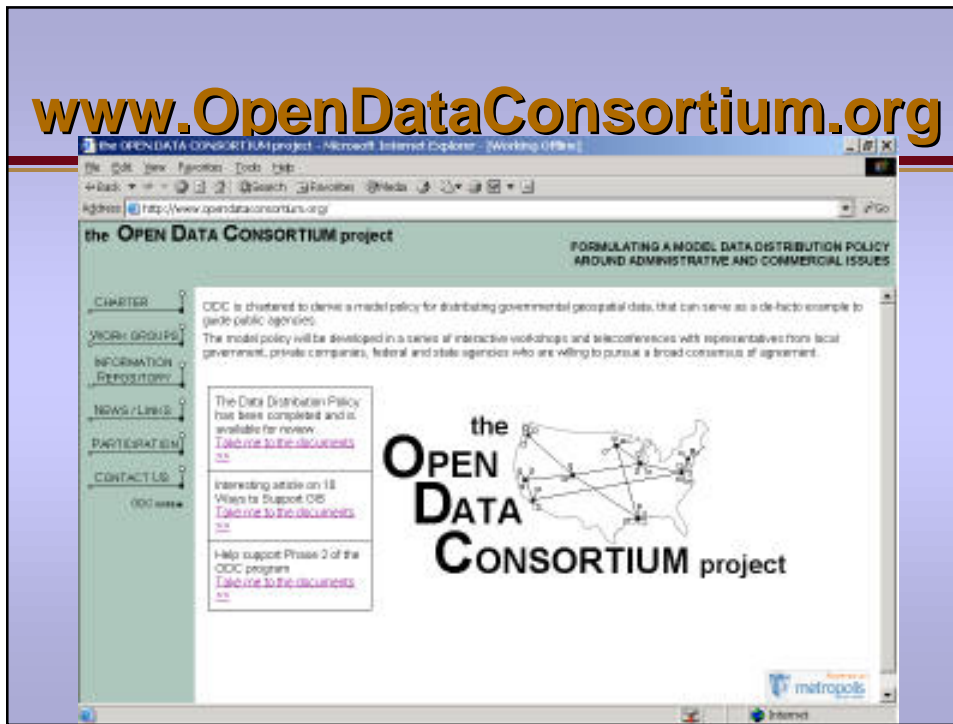 www.OpenDataConsortium.org
the OPEN DATA CONSORTIUM project - Microsoft Internet Explorer - [Working Offline]
File Edit View Favorites Tools Help
Back Search Favorites Media
Address http://www.opendataconsortium.org/ Go
the OPEN DATA CONSORTIUM project
FORMULATING A MODEL DATA DISTRIBUTION POLICY
AROUND ADMINISTRATIVE AND COMMERCIAL ISSUES
CHARTER
WORK GROUPS
INFORMATION
REPOSITORY
NEWS / LINKS
PARTICIPATION
CONTACT US
ODC
ODC is chartered to derive a model policy for distributing governmental geospatial data, that can serve as a de-facto example to
guide public agencies.
The model policy will be developed in a series of interactive workshops and teleconferences with representatives from local
government, private companies, federal and state agencies who are willing to pursue a broad consensus of agreement.
The Data Distribution Policy
has been completed and is
available for review
Take me to the documents
>>
Interesting article on 10
Ways to Support GIS
Take me to the documents
>>
Help support Phase 2 of the
ODC program
Take me to the documents
>>
the
OPEN
DATA
CONSORTIUM project
metropolis
Internet